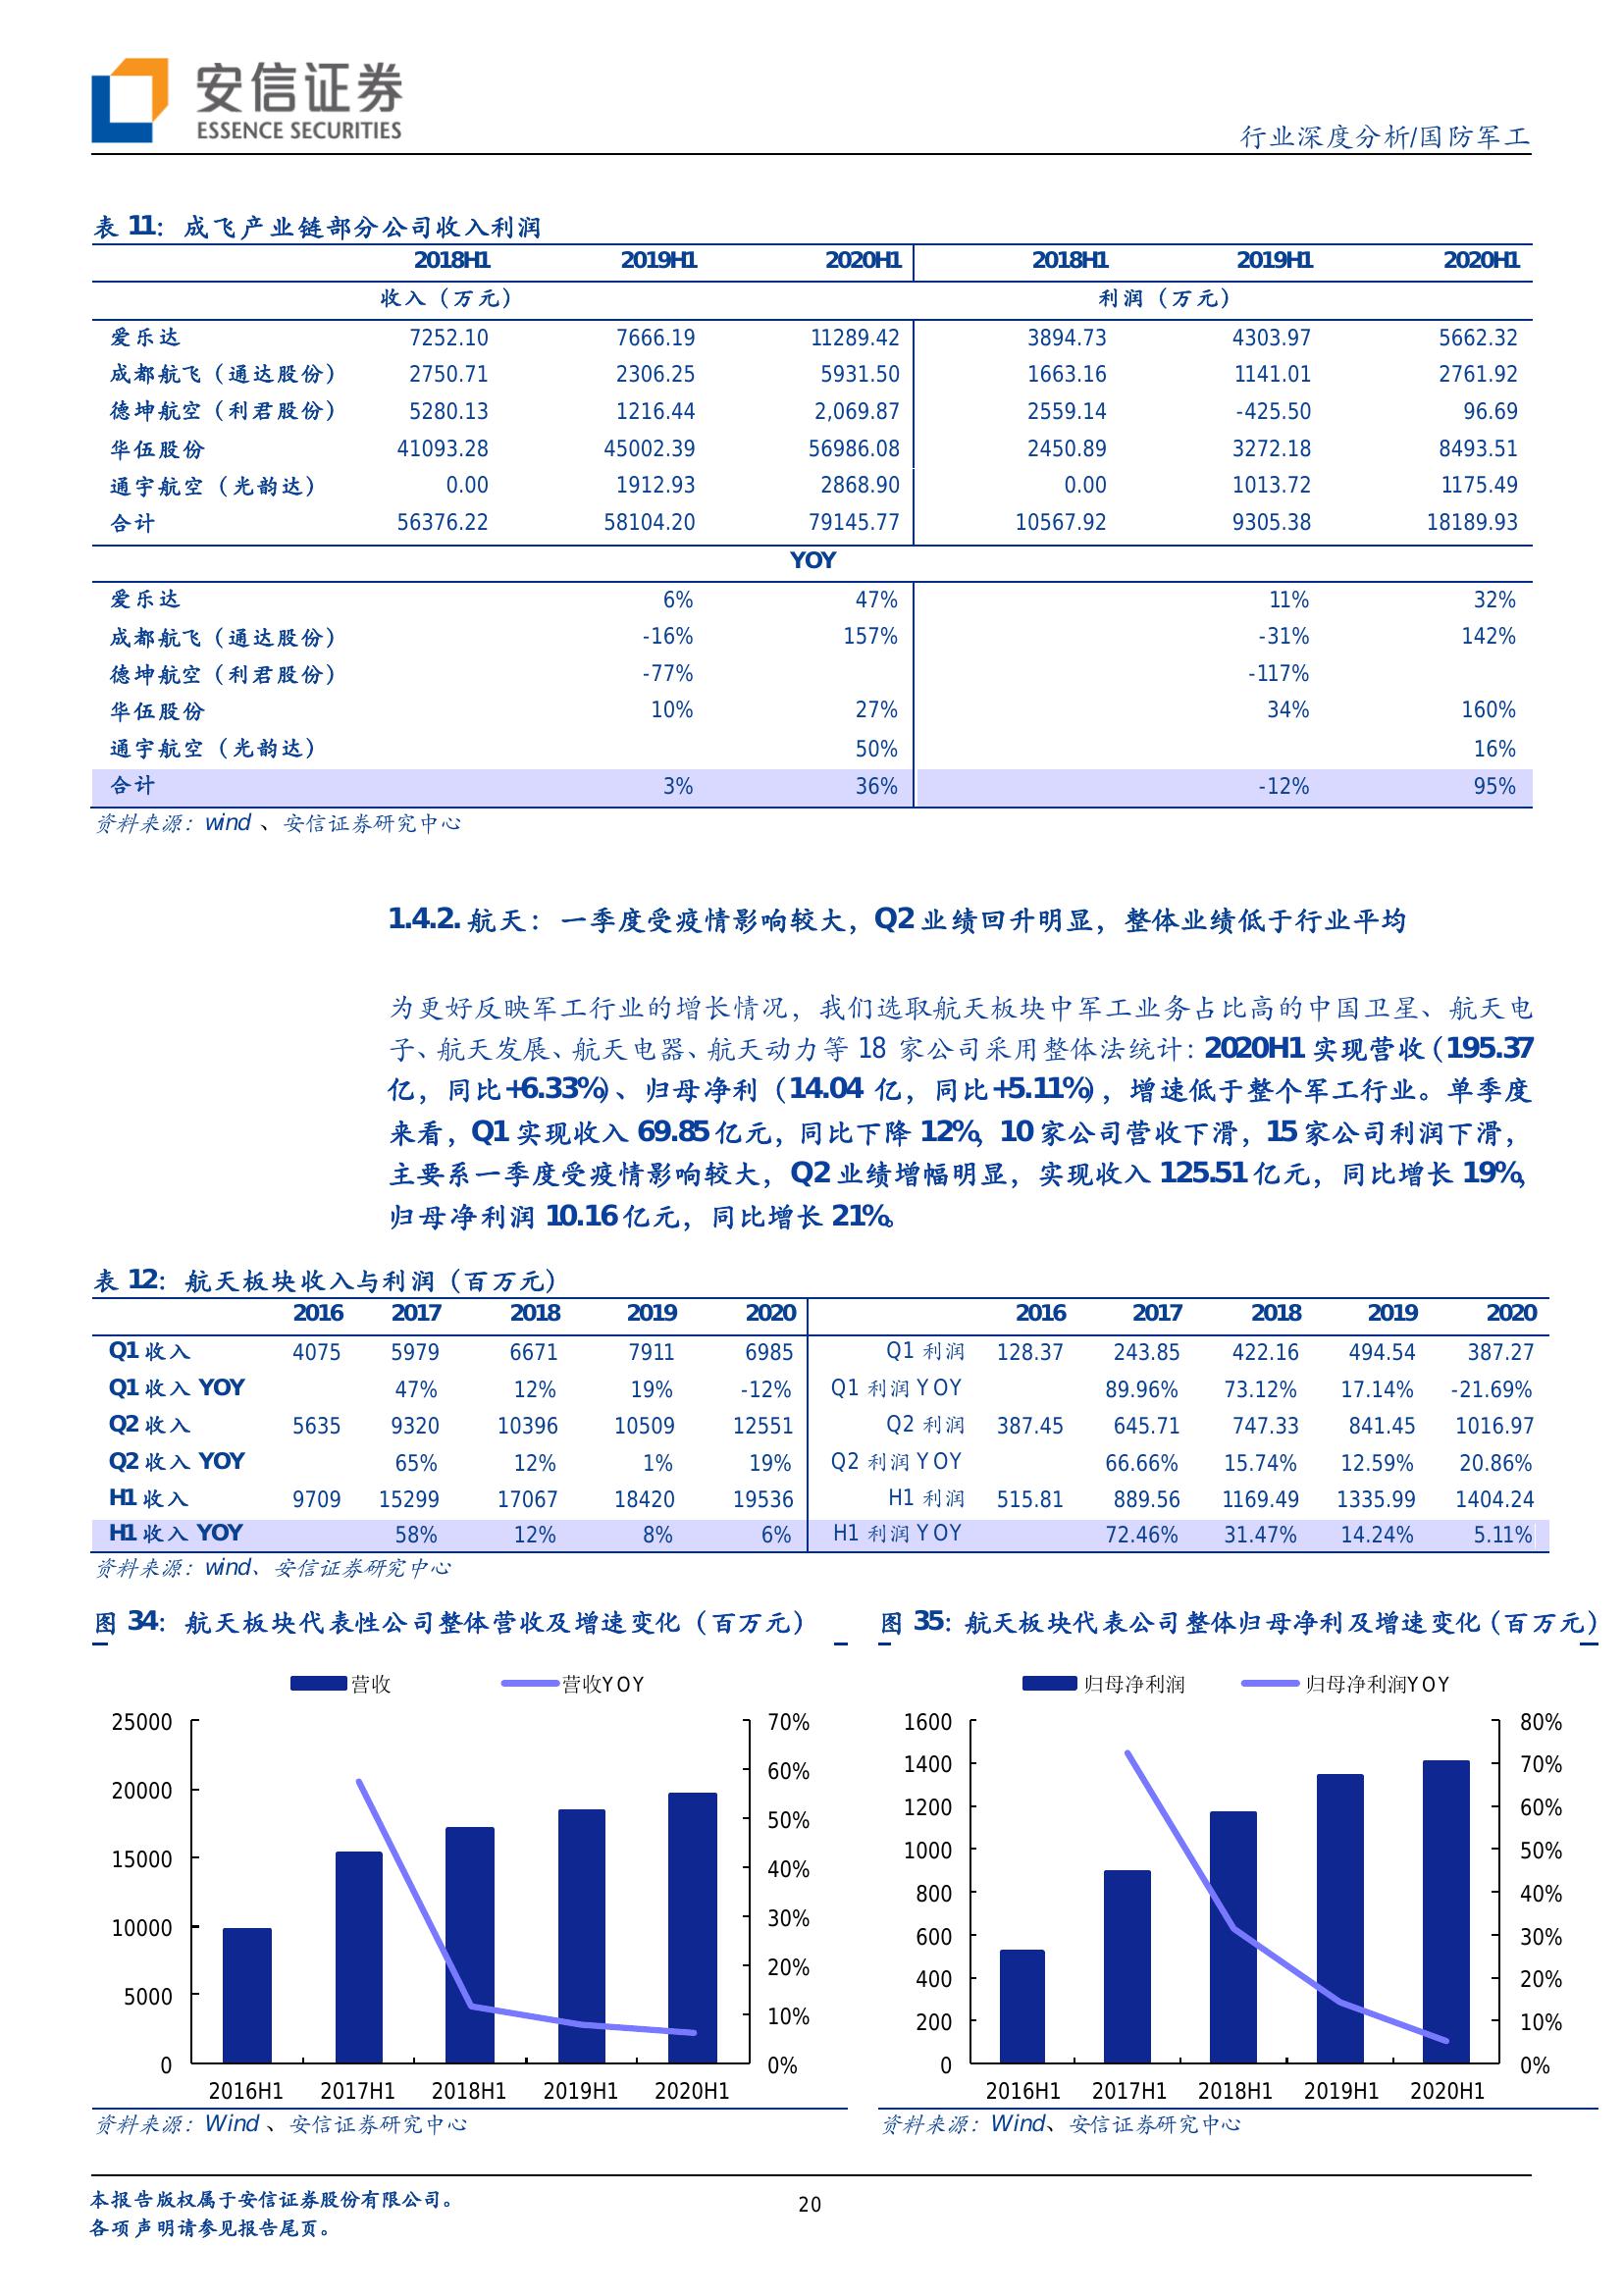 安信证券
ESSENCE SECURITIES
行业深度分析/国防军工
表 11：成飞产业链部分公司收入利润
2018H1 2019H1 2020H1 2018H1 2019H1 2020H1
收入（万元） 利润（万元）
爱乐达 7252.10 7666.19 11289.42 3894.73 4303.97 5662.32
成都航飞（通达股份） 2750.71 2306.25 5931.50 1663.16 1141.01 2761.92
德坤航空（利君股份） 5280.13 1216.44 2,069.87 2559.14 -425.50 96.69
华伍股份 41093.28 45002.39 56986.08 2450.89 3272.18 8493.51
通宇航空（光韵达） 0.00 1912.93 2868.90 0.00 1013.72 1175.49
合计 56376.22 58104.20 79145.77 10567.92 9305.38 18189.93
YOY
爱乐达 6% 47% 11% 32%
成都航飞（通达股份） -16% 157% -31% 142%
德坤航空（利君股份） -77% -117%
华伍股份 10% 27% 34% 160%
通宇航空（光韵达） 50% 16%
合计 3% 36% -12% 95%
资料来源：wind 、安信证券研究中心
1.4.2. 航天：一季度受疫情影响较大，Q2 业绩回升明显，整体业绩低于行业平均
为更好反映军工行业的增长情况，我们选取航天板块中军工业务占比高的中国卫星、航天电
子、航天发展、航天电器、航天动力等 18 家公司采用整体法统计：2020H1 实现营收（195.37
亿，同比+6.33%）、归母净利（14.04 亿，同比+5.11%），增速低于整个军工行业。单季度
来看，Q1 实现收入 69.85 亿元，同比下降 12%，10 家公司营收下滑，15 家公司利润下滑，
主要系一季度受疫情影响较大，Q2 业绩增幅明显，实现收入 125.51 亿元，同比增长 19%，
归母净利润 10.16 亿元，同比增长 21%。
表 12：航天板块收入与利润（百万元）
2016 2017 2018 2019 2020 2016 2017 2018 2019 2020
Q1 收入 4075 5979 6671 7911 6985 Q1 利润 128.37 243.85 422.16 494.54 387.27
Q1 收入 YOY 47% 12% 19% -12% Q1 利润 YOY 89.96% 73.12% 17.14% -21.69%
Q2 收入 5635 9320 10396 10509 12551 Q2 利润 387.45 645.71 747.33 841.45 1016.97
Q2 收入 YOY 65% 12% 1% 19% Q2 利润 YOY 66.66% 15.74% 12.59% 20.86%
H1 收入 9709 15299 17067 18420 19536 H1 利润 515.81 889.56 1169.49 1335.99 1404.24
H1 收入 YOY 58% 12% 8% 6% H1 利润 YOY 72.46% 31.47% 14.24% 5.11%
资料来源：wind、安信证券研究中心
图 34：航天板块代表性公司整体营收及增速变化（百万元）
营收 营收YOY
25000 70%
60%
20000
50%
15000 40%
10000 30%
20%
5000
10%
0 0%
2016H1 2017H1 2018H1 2019H1 2020H1
资料来源：Wind 、安信证券研究中心
图 35：航天板块代表公司整体归母净利及增速变化（百万元）
归母净利润 归母净利润YOY
1600 80%
1400 70%
1200 60%
1000 50%
800 40%
600 30%
400 20%
200 10%
0 0%
2016H1 2017H1 2018H1 2019H1 2020H1
资料来源：Wind、安信证券研究中心
本报告版权属于安信证券股份有限公司。
各项声明请参见报告尾页。
20